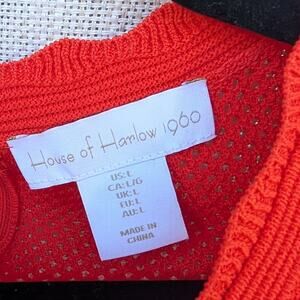 House of Harlow 1960
US: L
CA: L/G
UK: L
EU: L
AU: L
MADE IN
CHINA